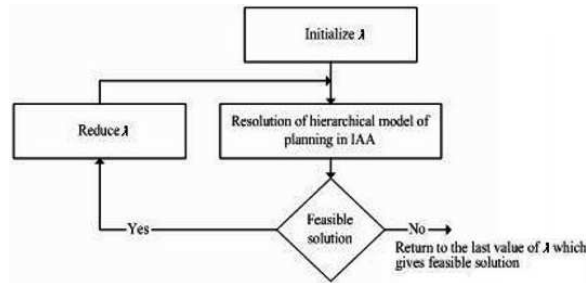 Initialize λ
Reduce λ
Resolution of hierarchical model of
planning in IAA
Feasible
solution
Yes
No
Return to the last value of λ which
gives feasible solution